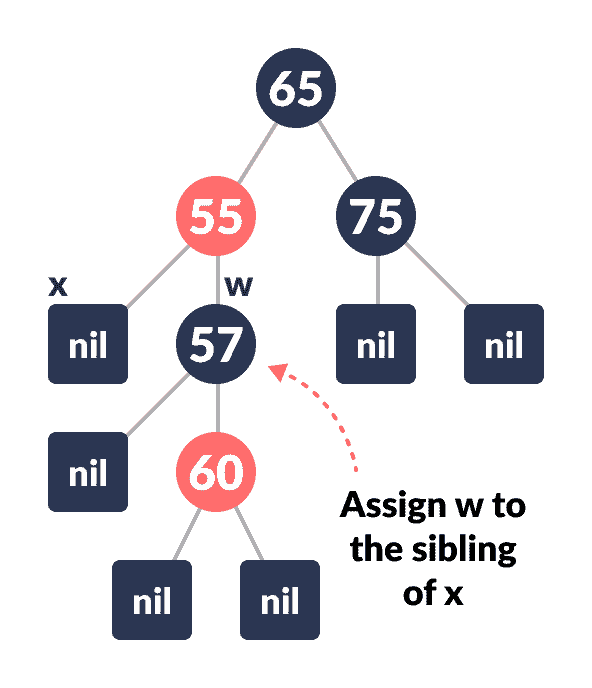 65
55
75
x
w
nil
57
nil
nil
nil
60
Assign w to
the sibling
of x
nil
nil